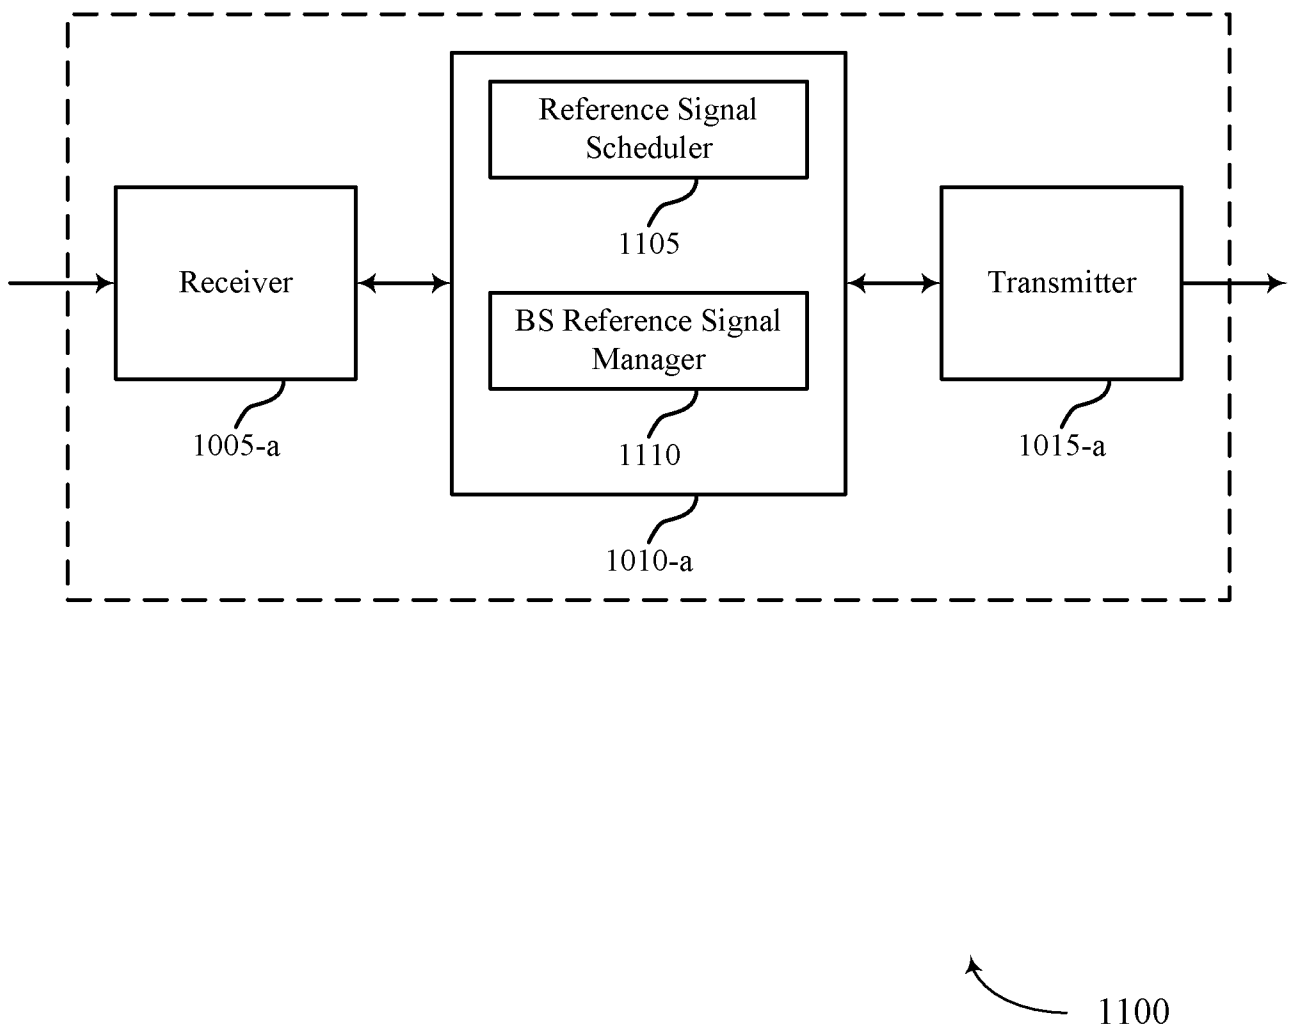 Reference Signal
Scheduler
1105
Receiver
1005-a
BS Reference Signal
Manager
1110
1010-a
Transmitter
1015-a
1100